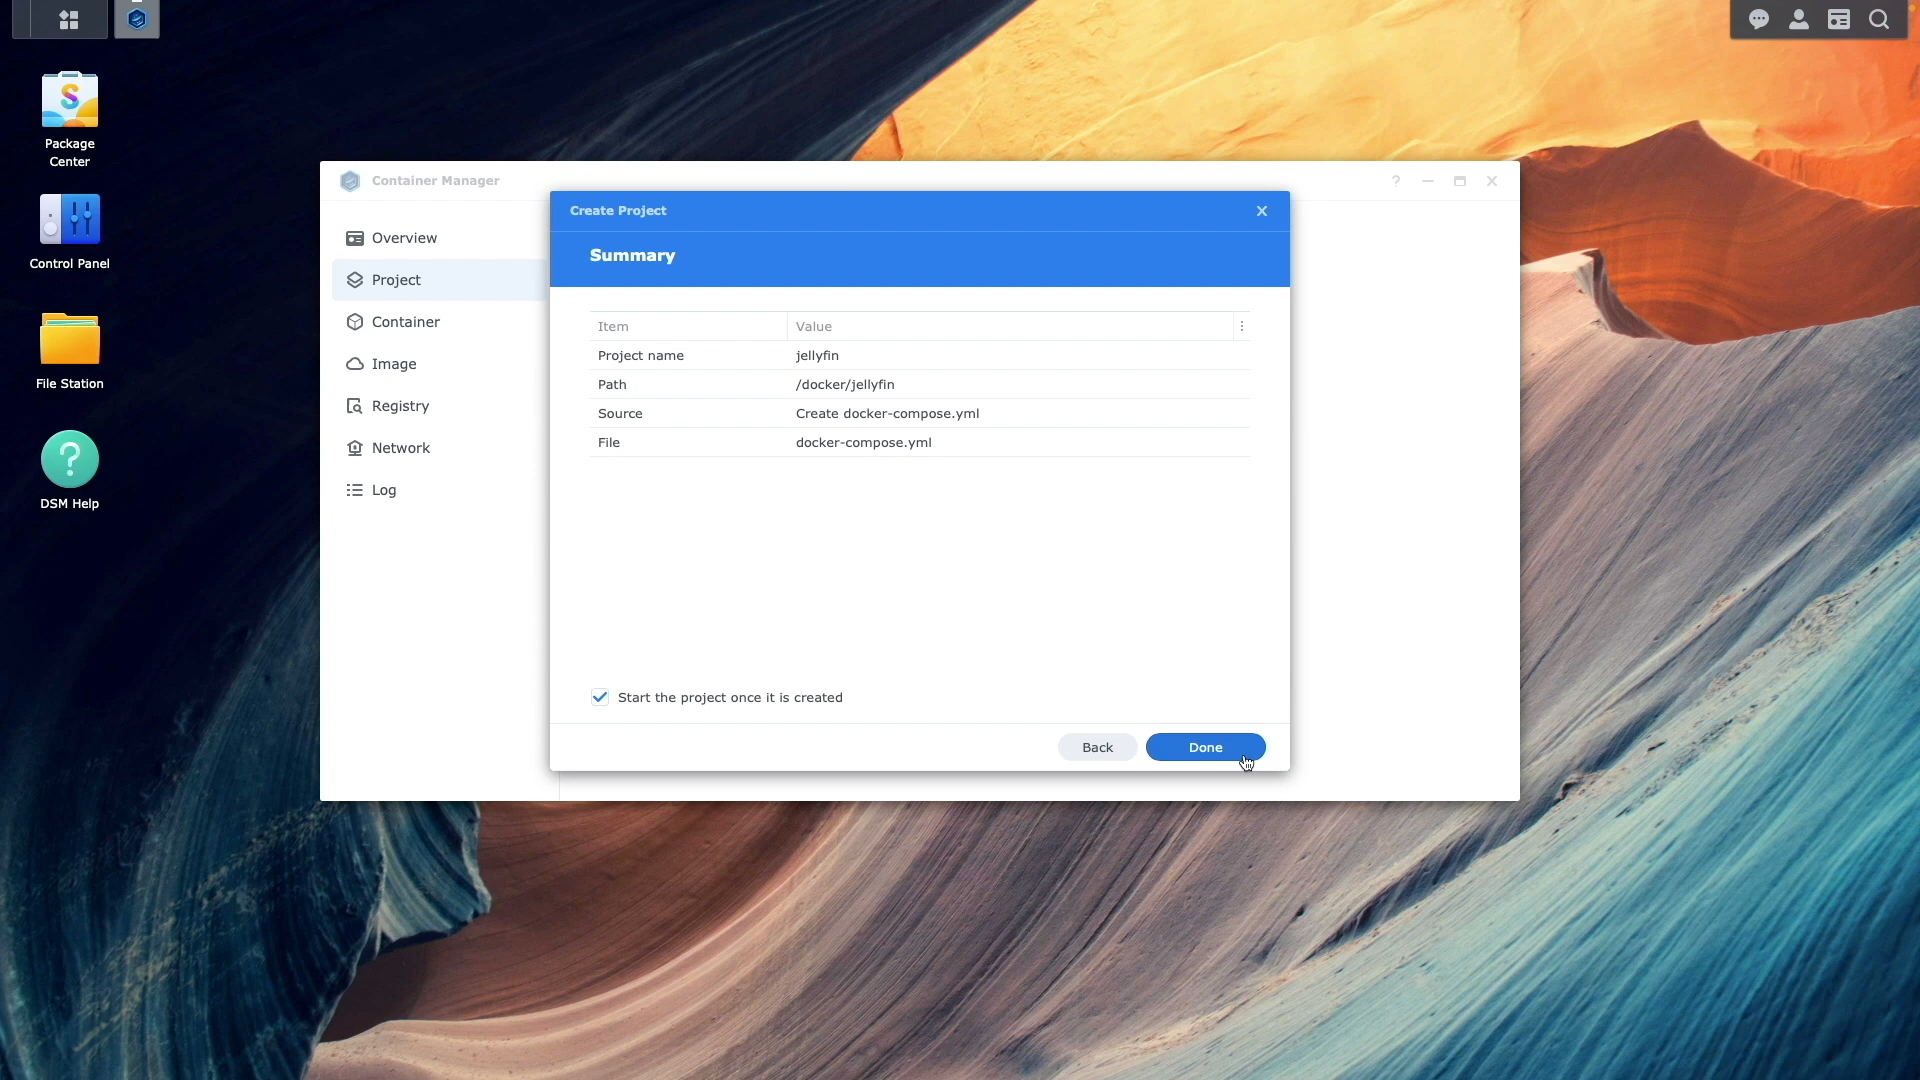 Package
Center
Control Panel
File Station
DSM Help
Container Manager
Overview
Project
Container
Image
Registry
Network
Log
Create Project
Summary
Item Value
Project name jellyfin
Path /docker/jellyfin
Source Create docker-compose.yml
File docker-compose.yml
Start the project once it is created
Back Done